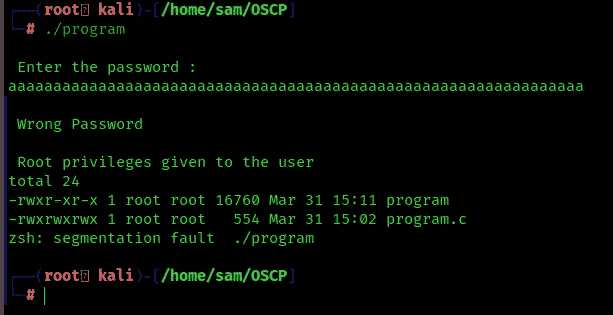 (root kali)-[/home/sam/OSCP]
# ./program
Enter the password :
aaaaaaaaaaaaaaaaaaaaaaaaaaaaaaaaaaaaaaaaaaaaaaaaaaaaaaaaaaaaaaaa
Wrong Password
Root privileges given to the user
total 24
-rwxr-xr-x 1 root root 16760 Mar 31 15:11 program
-rwxrwxrwx 1 root root   554 Mar 31 15:02 program.c
zsh: segmentation fault  ./program
(root kali)-[/home/sam/OSCP]
#